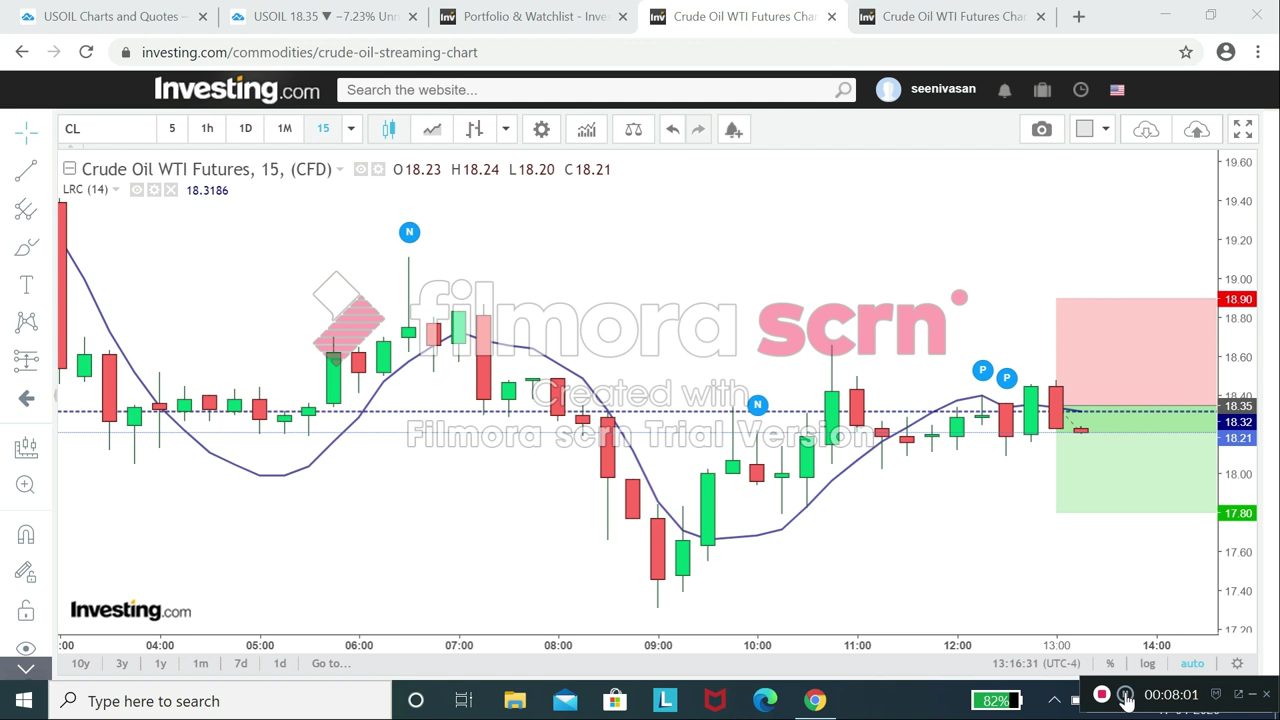 USOIL Charts and Quotes –
USOIL 18.35 ▼ −7.23% Unn
Portfolio & Watchlist - Inve
Crude Oil WTI Futures Cha
Crude Oil WTI Futures Cha
investing.com/commodities/crude-oil-streaming-chart
Investing.com
Search the website...
seenivasan
CL
5
1h
1D
1M
15
Crude Oil WTI Futures, 15, (CFD)
O18.23 H18.24 L18.20 C18.21
LRC (14)
18.3186
N
N
P
P
filmora scrn
Created with
Filmora scrn Trial Version
19.60
19.40
19.20
19.00
18.90
18.80
18.60
18.40
18.35
18.32
18.21
18.00
17.80
17.60
17.40
17.20
Investing.com
:00
04:00
05:00
06:00
07:00
08:00
09:00
10:00
11:00
12:00
13:00
14:00
10y
3y
1y
1m
7d
1d
Go to...
13:16:31 (UTC-4)
%
log
auto
Type here to search
L
82%
00:08:01